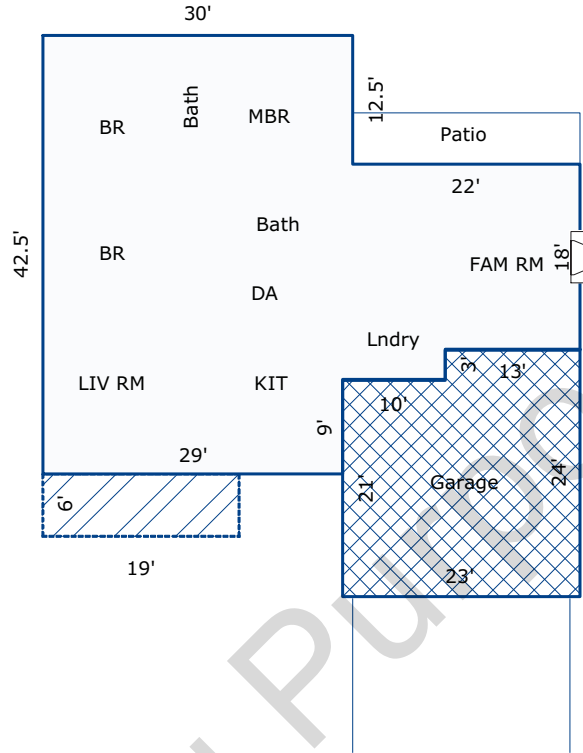 30'
Bath
MBR
BR
12.5'
Patio
22'
Bath
BR
42.5'
18'
FAM RM
DA
Lndry
3'
13'
LIV RM
KIT
10'
9'
29'
21'
Garage
24'
6'
19'
23'